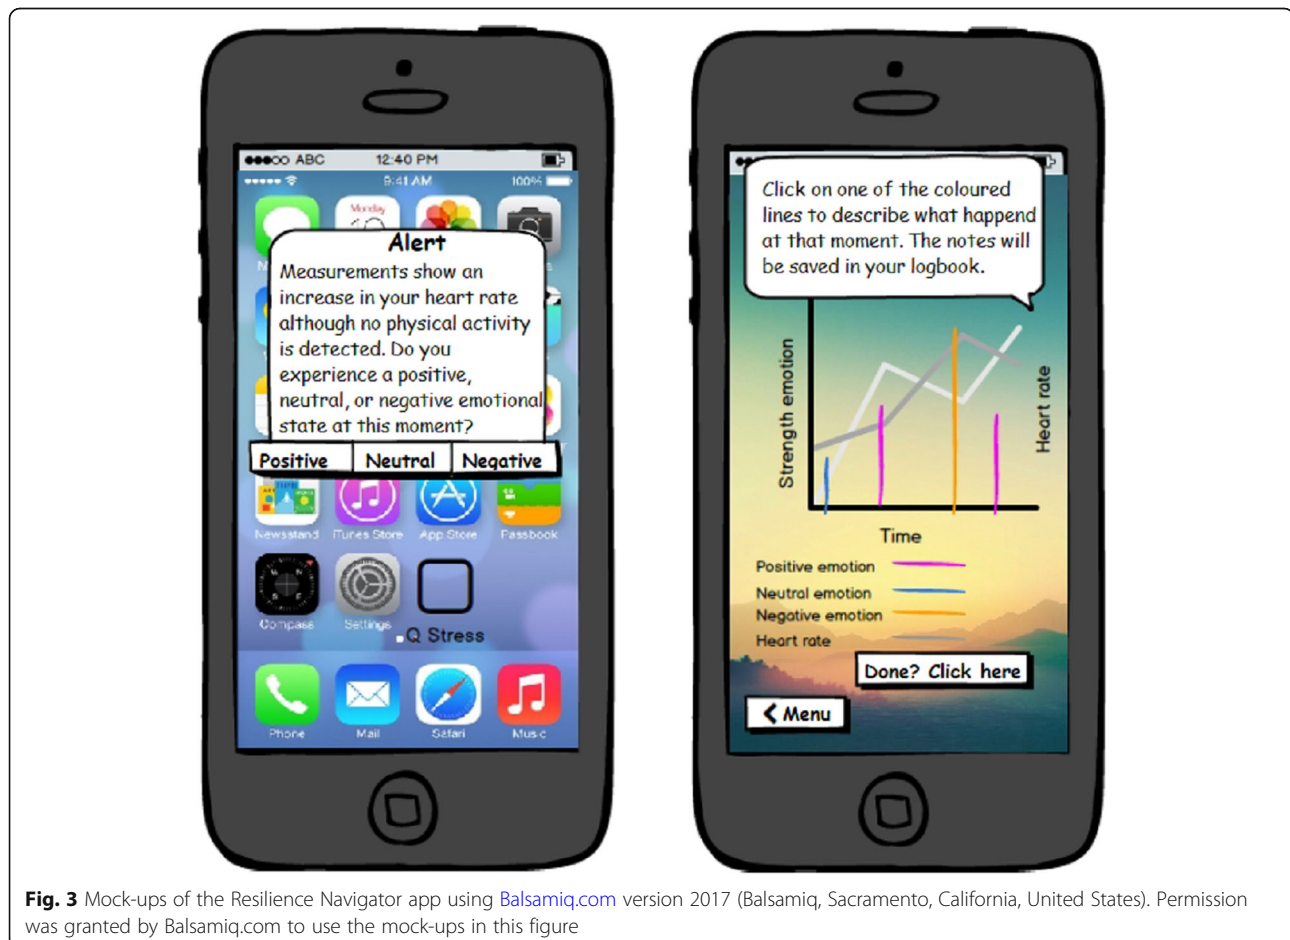 ●●●○○ ABC 12:40 PM
9:41 AM 100%
Monday
Alert
Measurements show an
increase in your heart rate
although no physical activity
is detected. Do you
experience a positive,
neutral, or negative emotional
state at this moment?
Positive Neutral Negative
Newsstand iTunes Store App Store Passbook
Compass Settings
Q Stress
Phone Mail Safari Music
Click on one of the coloured
lines to describe what happend
at that moment. The notes will
be saved in your logbook.
Strength emotion
Heart rate
Time
Positive emotion
Neutral emotion
Negative emotion
Heart rate
Done? Click here
< Menu
Fig. 3 Mock-ups of the Resilience Navigator app using Balsamiq.com version 2017 (Balsamiq, Sacramento, California, United States). Permission
was granted by Balsamiq.com to use the mock-ups in this figure